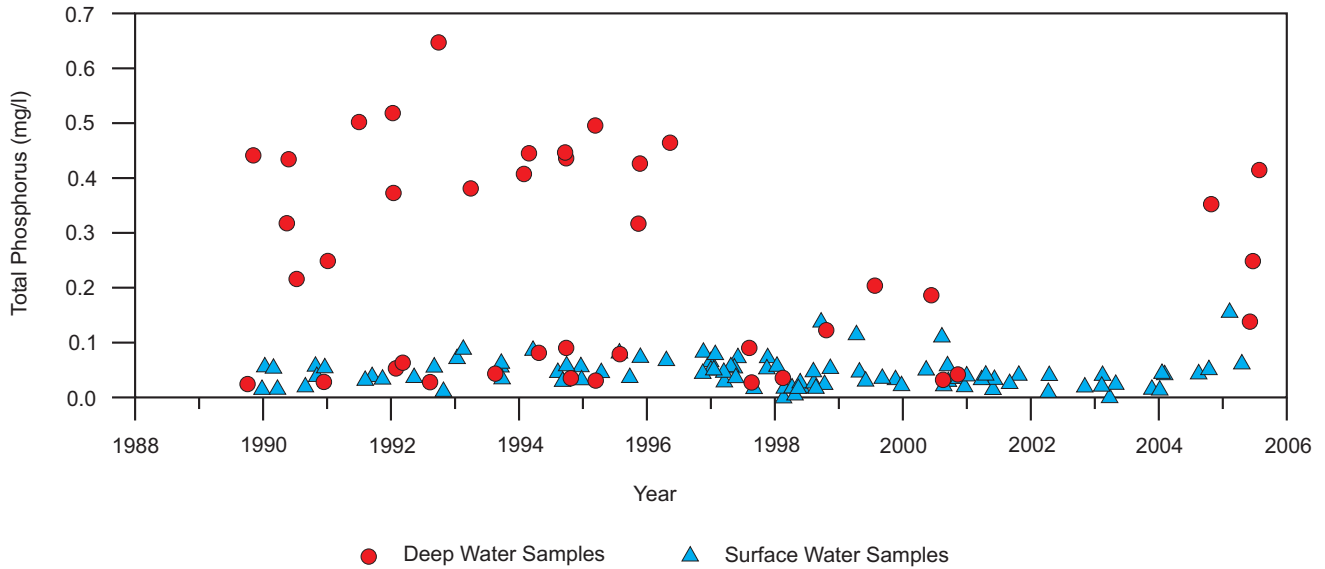 0.7
0.6
0.5
0.4
0.3
0.2
0.1
0.0
Total Phosphorus (mg/l)
1988 1990 1992 1994 1996 1998 2000 2002 2004 2006
Year
Deep Water Samples Surface Water Samples